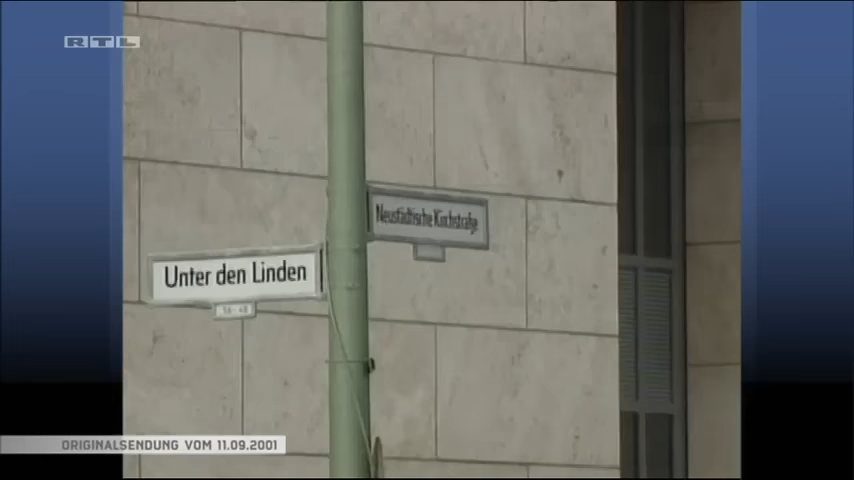 RTL
Neustädtische Kirchstraße
Unter den Linden
ORIGINALSENDUNG VOM 11.09.2001